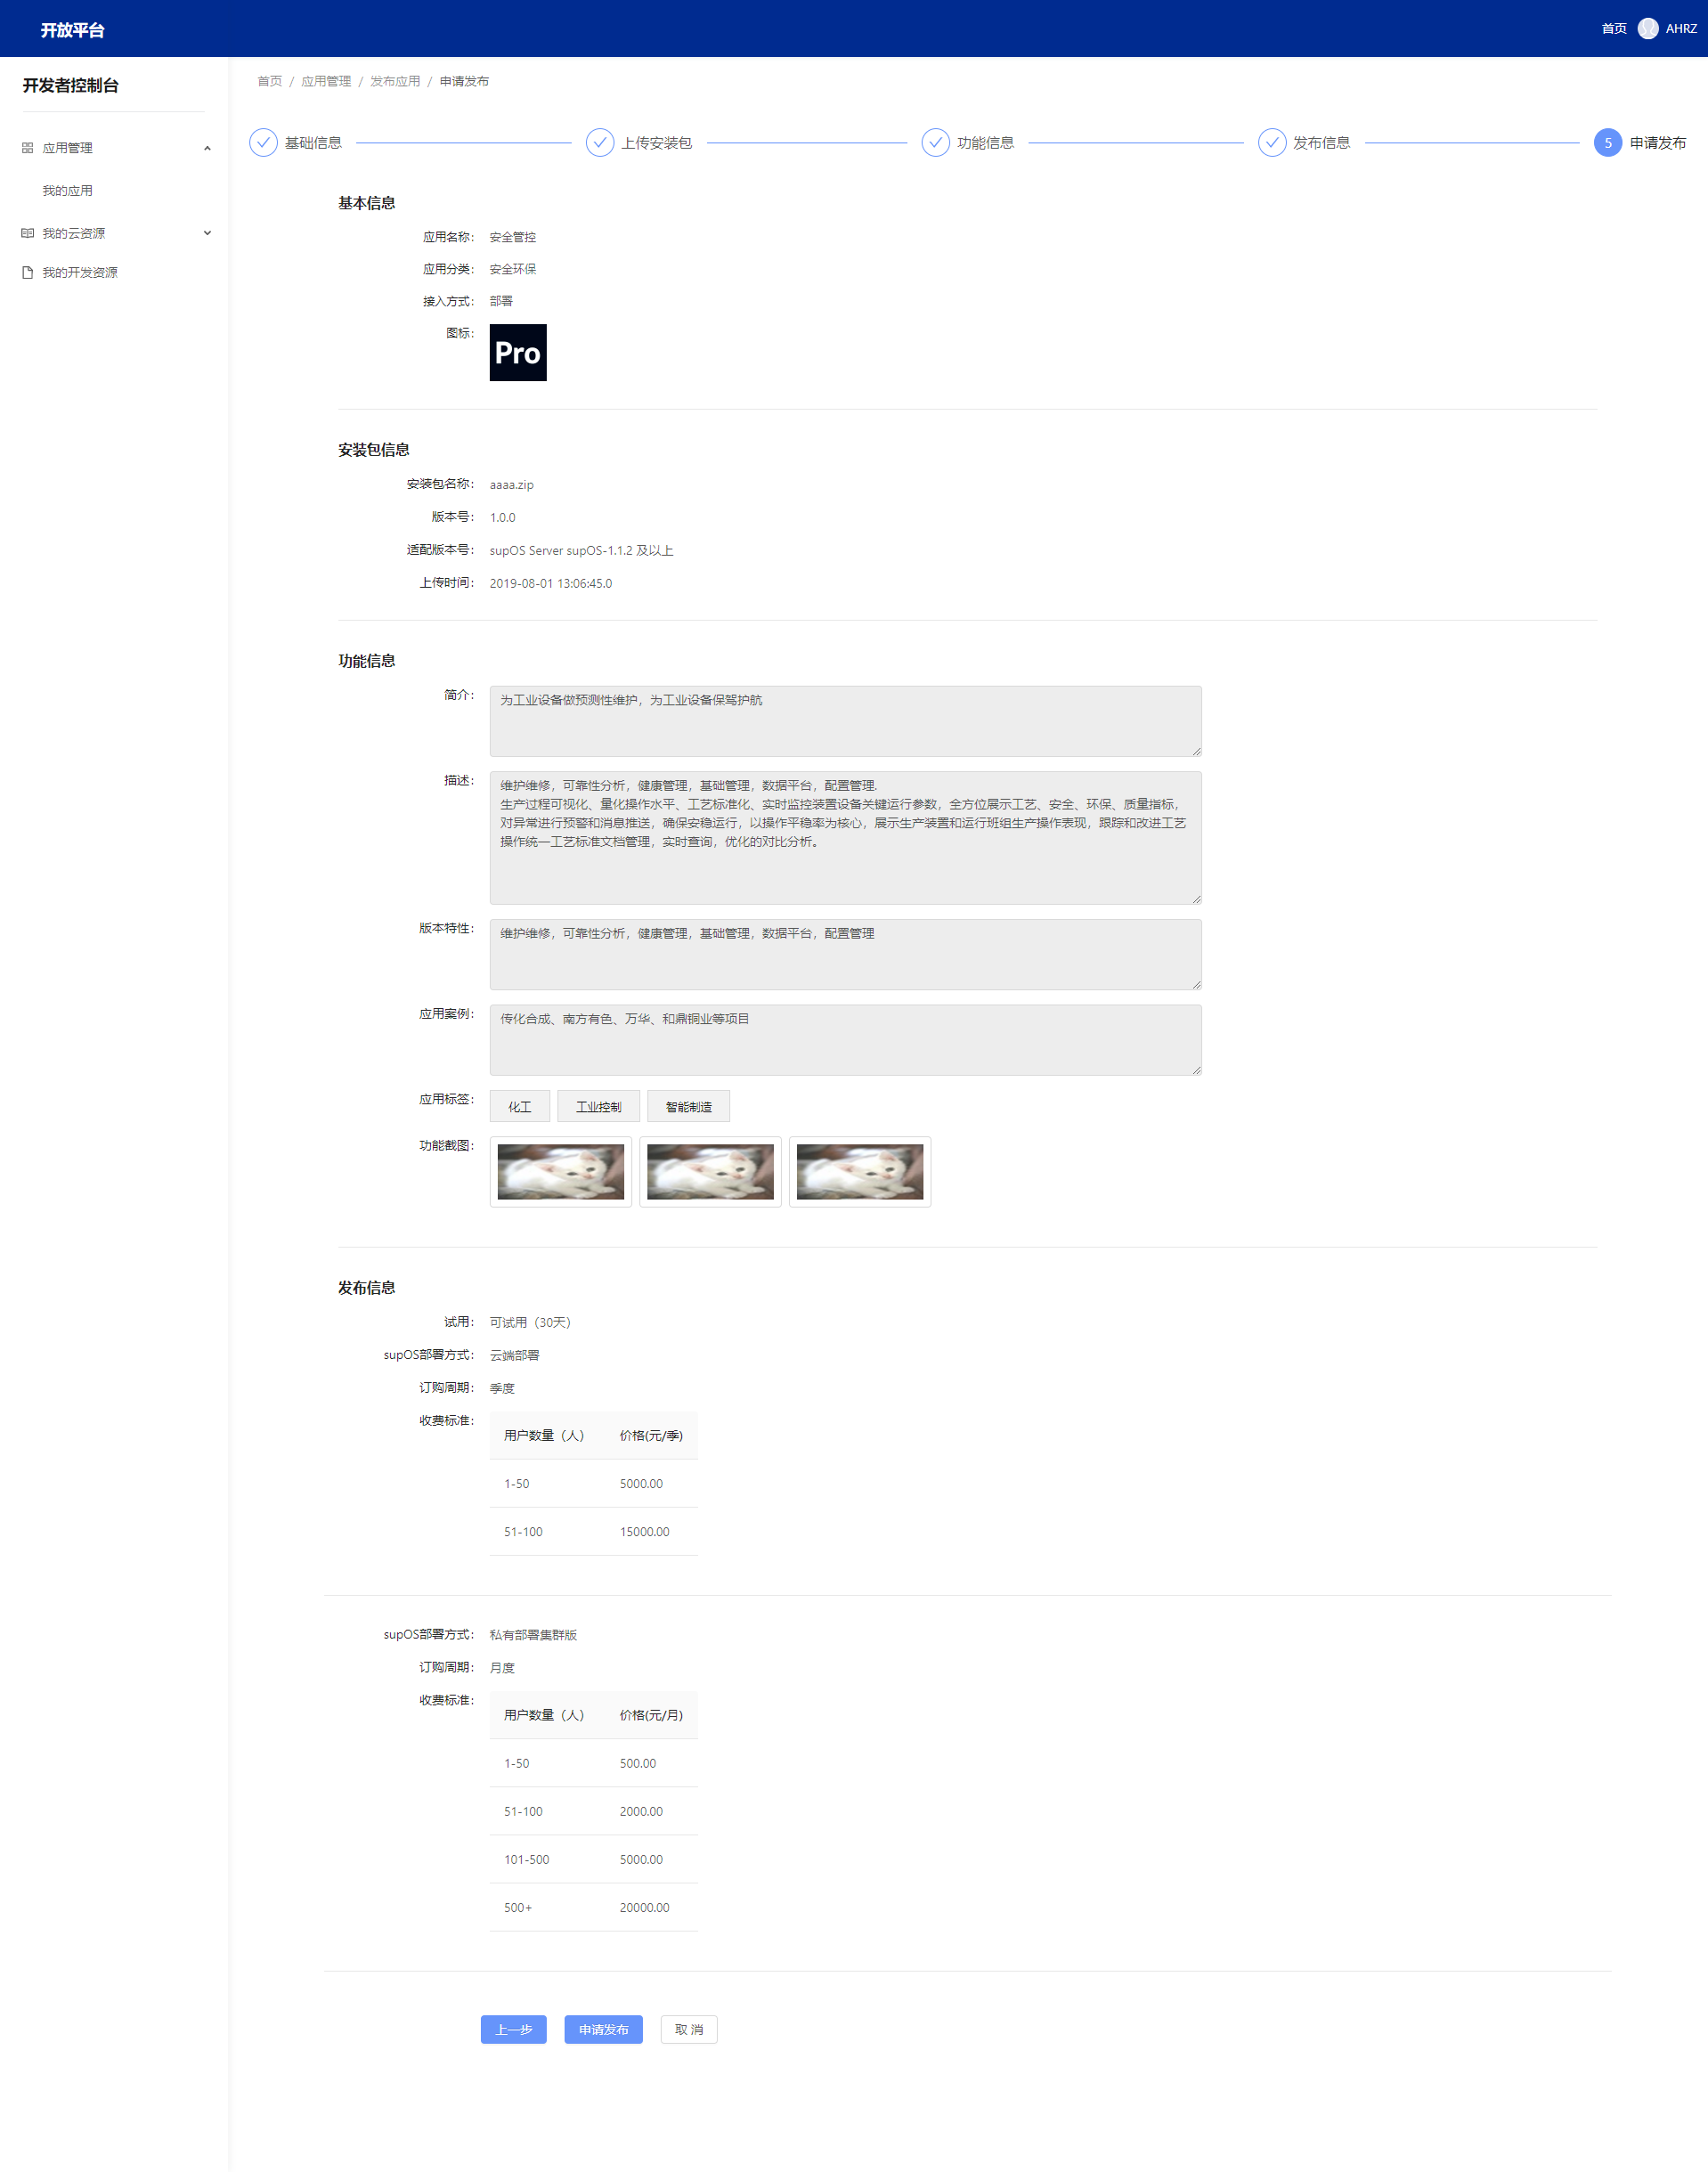 开放平台
首页 AHRZ
开发者控制台
应用管理
我的应用
我的云资源
我的开发资源
首页 / 应用管理 / 发布应用 / 申请发布
基础信息 上传安装包 功能信息 发布信息 5 申请发布
基本信息
应用名称： 安全管控
应用分类： 安全环保
接入方式： 部署
图标： Pro
安装包信息
安装包名称： aaaa.zip
版本号： 1.0.0
适配版本号： supOS Server supOS-1.1.2 及以上
上传时间： 2019-08-01 13:06:45.0
功能信息
简介： 为工业设备做预测性维护，为工业设备保驾护航
描述： 维护维修，可靠性分析，健康管理，基础管理，数据平台，配置管理.
生产过程可视化、量化操作水平、工艺标准化、实时监控装置设备关键运行参数，全方位展示工艺、安全、环保、质量指标，
对异常进行预警和消息推送，确保安稳运行，以操作平稳率为核心，展示生产装置和运行班组生产操作表现，跟踪和改进工艺
操作统一工艺标准文档管理，实时查询，优化的对比分析。
版本特性： 维护维修，可靠性分析，健康管理，基础管理，数据平台，配置管理
应用案例： 传化合成、南方有色、万华、和鼎铜业等项目
应用标签： 化工 工业控制 智能制造
功能截图：
发布信息
试用： 可试用（30天）
supOS部署方式： 云端部署
订购周期： 季度
收费标准： 用户数量（人） 价格(元/季)
1-50 5000.00
51-100 15000.00
supOS部署方式： 私有部署集群版
订购周期： 月度
收费标准： 用户数量（人） 价格(元/月)
1-50 500.00
51-100 2000.00
101-500 5000.00
500+ 20000.00
上一步 申请发布 取 消